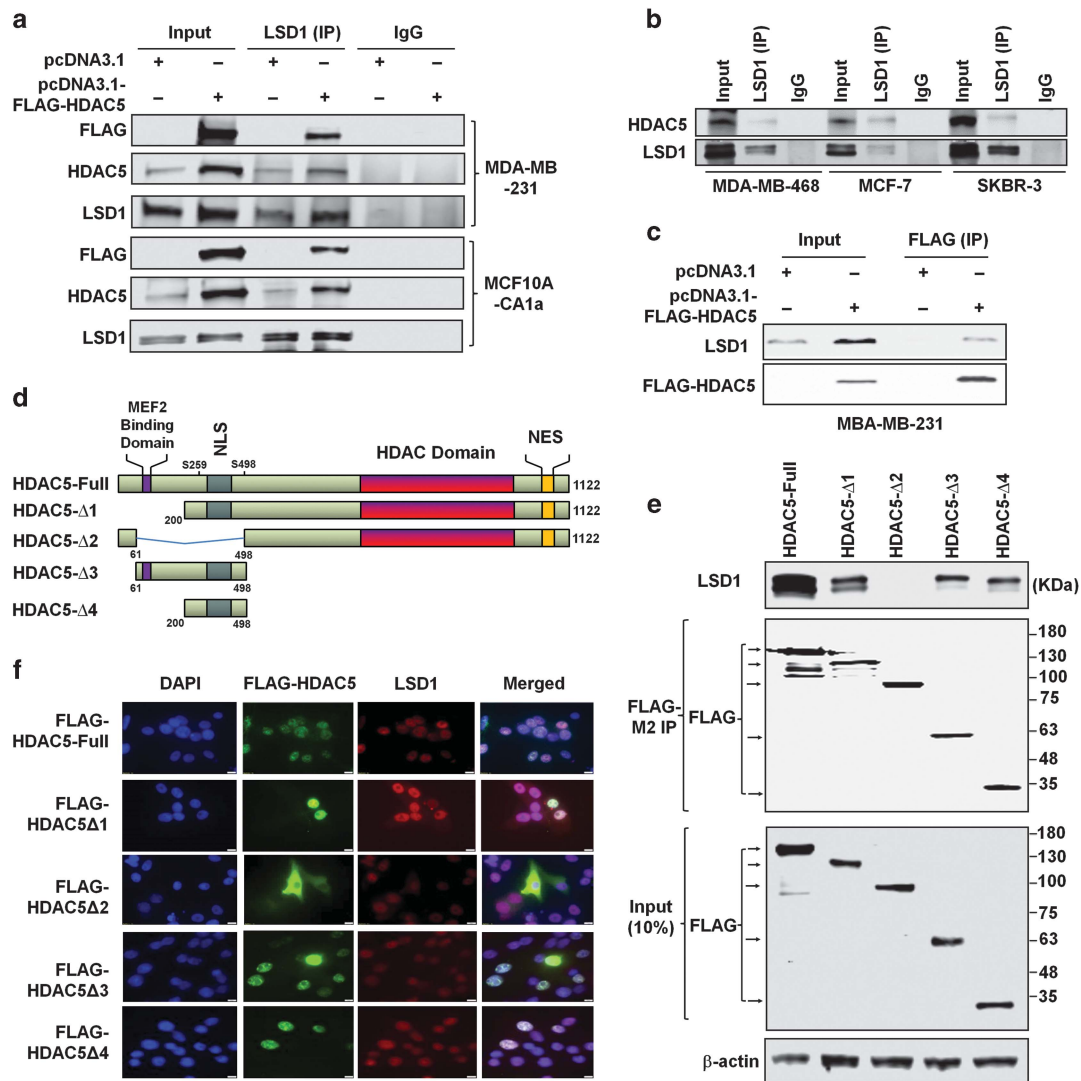 a
Input LSD1 (IP) IgG
pcDNA3.1 + – + – + –
pcDNA3.1-
FLAG-HDAC5 – + – + – +
FLAG
HDAC5
LSD1
MDA-MB
-231
FLAG
HDAC5
LSD1
MCF10A
-CA1a
b
Input LSD1 (IP) IgG Input LSD1 (IP) IgG Input LSD1 (IP) IgG
HDAC5
LSD1
MDA-MB-468 MCF-7 SKBR-3
c
Input FLAG (IP)
pcDNA3.1 + – + –
pcDNA3.1-
FLAG-HDAC5 – + – +
LSD1
FLAG-HDAC5
MBA-MB-231
d
MEF2
Binding
Domain
NLS
S259 S498
HDAC Domain
NES
HDAC5-Full 1122
HDAC5-Δ1 200 1122
HDAC5-Δ2 61 498 1122
HDAC5-Δ3 61 498
HDAC5-Δ4 200 498
e
HDAC5-Full HDAC5-Δ1 HDAC5-Δ2 HDAC5-Δ3 HDAC5-Δ4
LSD1
(KDa)
FLAG-
M2 IP
FLAG
180
130
100
75
63
48
35
Input
(10%)
FLAG
180
130
100
75
63
48
35
β-actin
f
DAPI FLAG-HDAC5 LSD1 Merged
FLAG-
HDAC5-Full
FLAG-
HDAC5Δ1
FLAG-
HDAC5Δ2
FLAG-
HDAC5Δ3
FLAG-
HDAC5Δ4